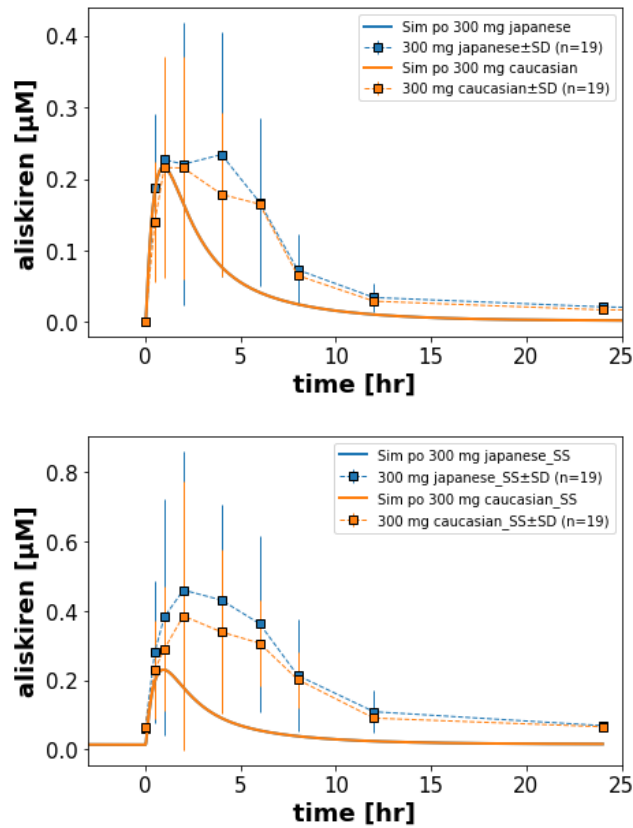 Sim po 300 mg japanese
300 mg japanese±SD (n=19)
Sim po 300 mg caucasian
300 mg caucasian±SD (n=19)
aliskiren [µM]
0.4
0.3
0.2
0.1
0.0
0 5 10 15 20 25
time [hr]
Sim po 300 mg japanese_SS
300 mg japanese_SS±SD (n=19)
Sim po 300 mg caucasian_SS
300 mg caucasian_SS±SD (n=19)
aliskiren [µM]
0.8
0.6
0.4
0.2
0.0
0 5 10 15 20 25
time [hr]